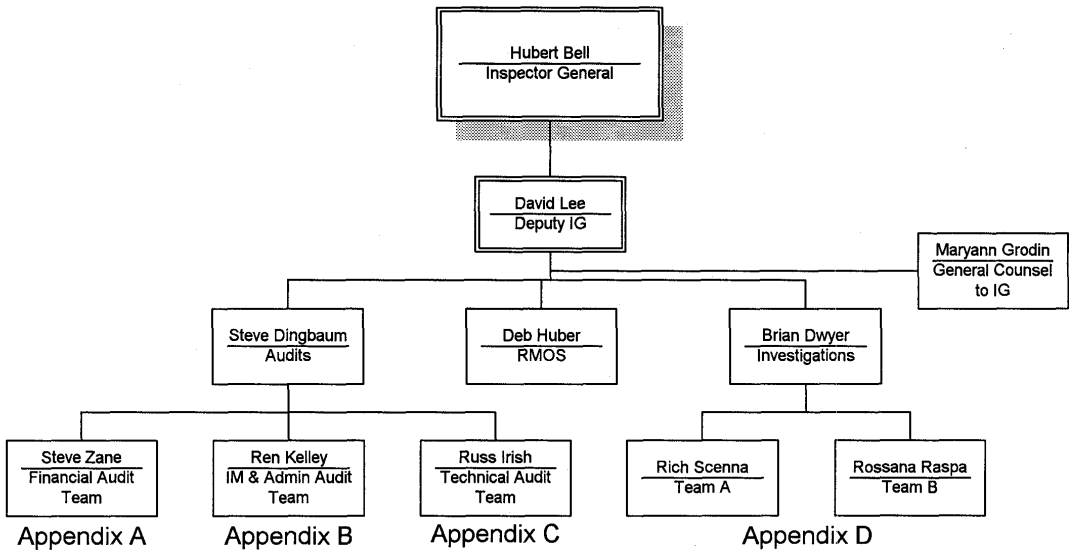 Hubert Bell
Inspector General
David Lee
Deputy IG
Maryann Grodin
General Counsel
to IG
Steve Dingbaum
Audits
Deb Huber
RMOS
Brian Dwyer
Investigations
Steve Zane
Financial Audit
Team
Ren Kelley
IM & Admin Audit
Team
Russ Irish
Technical Audit
Team
Rich Scenna
Team A
Rossana Raspa
Team B
Appendix A
Appendix B
Appendix C
Appendix D